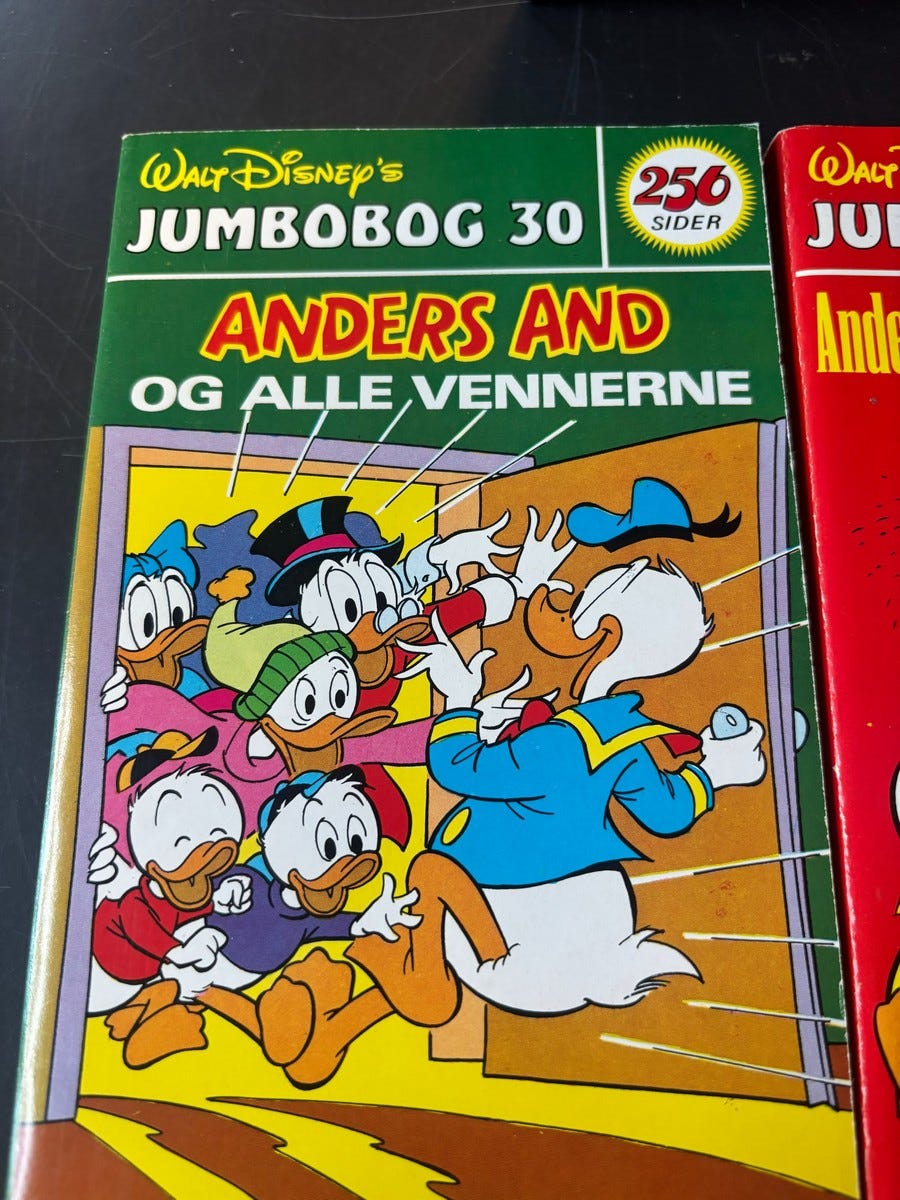 WALT DISNEY'S
JUMBOBOG 30
256
SIDER
ANDERS AND
OG ALLE VENNERNE